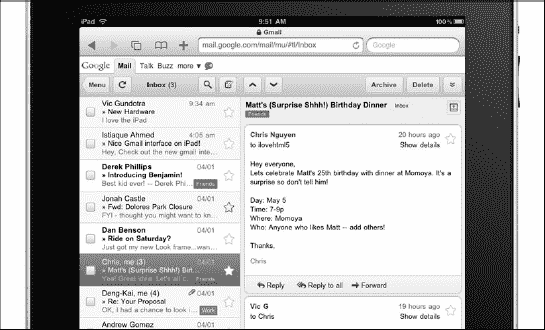 iPad
9:51 AM
100%
Gmail
mail.google.com/mail/mu/#tl/Inbox
Google
Google Mail Talk Buzz more ▾
Menu
Inbox (3)
Archive
Delete
Vic Gundotra 9:34 am
» New Hardware
I love the iPad
Istiaque Ahmed 4:05 am
» Nice Gmail interface on iPad!
Hey, Check out the new gmail inte...
Derek Phillips 04/01
» Introducing Benjamin!
Best kid ever! -- Derek Phi... Friends
Jonah Castle 04/01
» Fwd: Dolores Park Closure
FYI - thought you might want to kn...
Dan Benson 04/01
» Ride on Saturday?
Just got my new Look frame...wan...
Chris, me (3) 04/01
» Matt's (Surprise Shhh!) Birthda...
Yes! Great idea. Let's all c... Friends
Deng-Kai, me (4) 04/01
» Re: Your Proposal
OK, I had a chance to look i... Work
Andrew Gomez 04/01
Matt's (Surprise Shhh!) Birthday Dinner Inbox
Friends
Chris Nguyen 20 hours ago
to ilovehtml5 Show details
Hey everyone,
Lets celebrate Matt's 25th birthday with dinner at Momoya. It's a
surprise so don't tell him!
Day: May 5
Time: 7-9p
Where: Momoya
Who: Anyone who likes Matt -- add others!
Thanks,
Chris
Reply Reply to all Forward
Vic G 19 hours ago
to Chris Show details